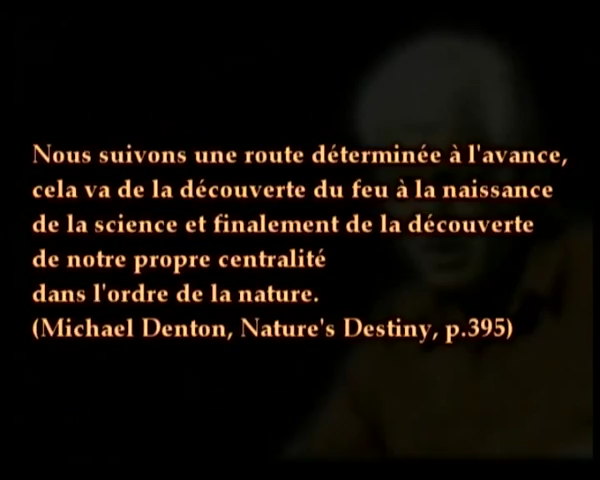 Nous suivons une route déterminée à l'avance,
cela va de la découverte du feu à la naissance
de la science et finalement de la découverte
de notre propre centralité
dans l'ordre de la nature.
(Michael Denton, Nature's Destiny, p.395)